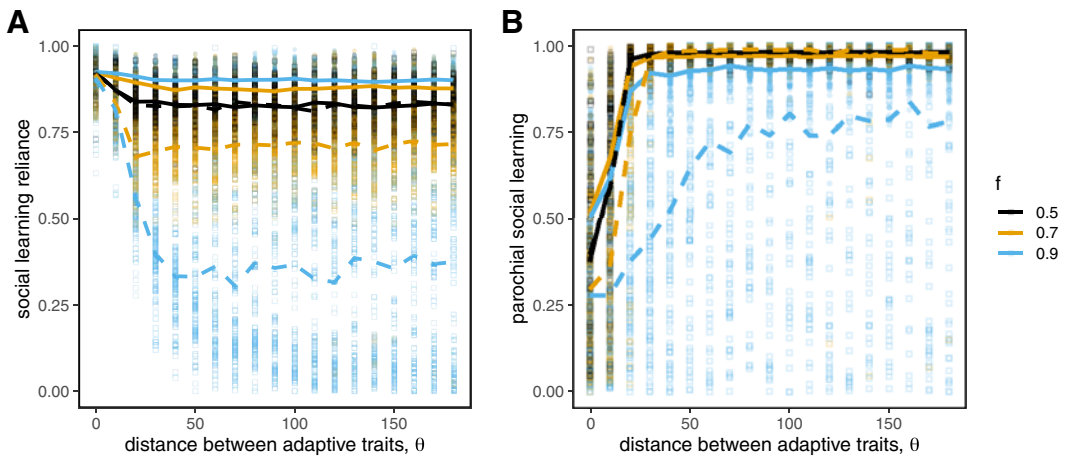 A
social learning reliance
1.00
0.75
0.50
0.25
0.00
0 50 100 150
distance between adaptive traits, θ
B
parochial social learning
1.00
0.75
0.50
0.25
0.00
0 50 100 150
distance between adaptive traits, θ
f
0.5
0.7
0.9